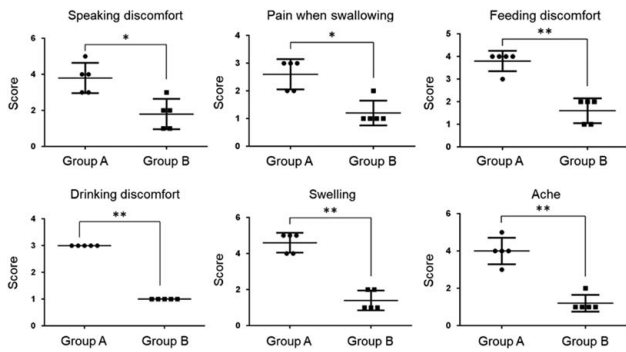 Speaking discomfort
*
Score
6
4
2
0
Group A Group B
Pain when swallowing
*
Score
4
3
2
1
0
Group A Group B
Feeding discomfort
**
Score
5
4
3
2
1
0
Group A Group B
Drinking discomfort
**
Score
4
3
2
1
0
Group A Group B
Swelling
**
Score
6
4
2
0
Group A Group B
Ache
**
Score
6
4
2
0
Group A Group B